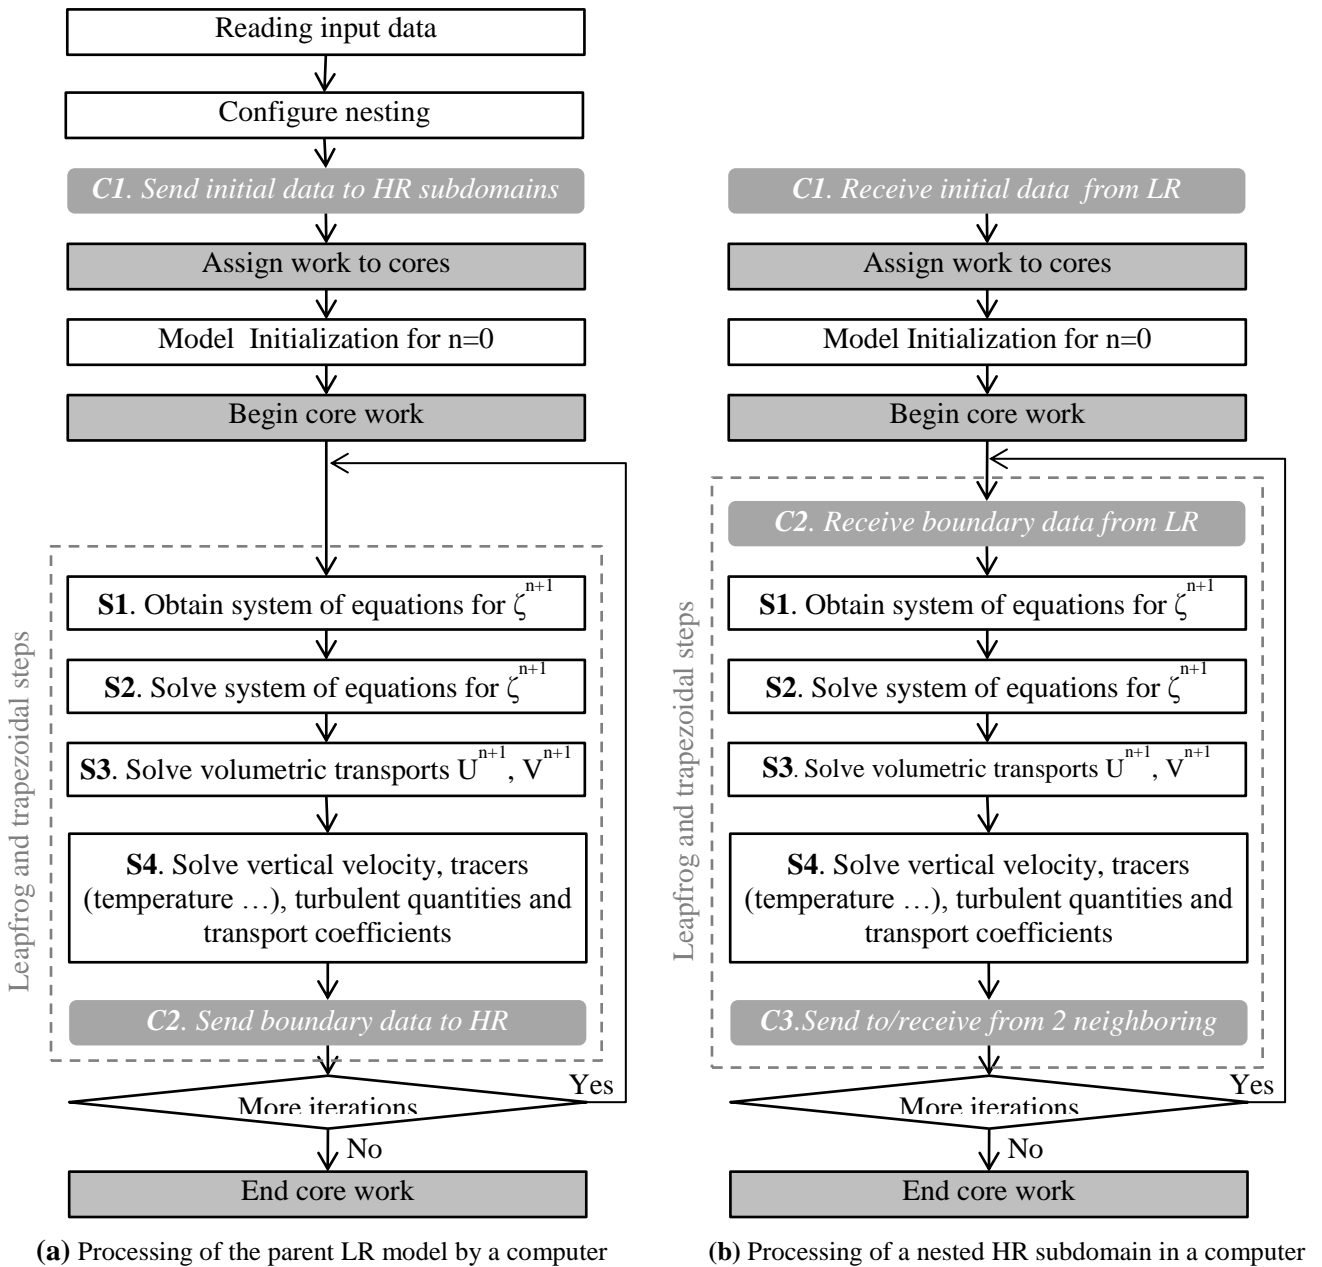 Reading input data
Configure nesting
C1. Send initial data to HR subdomains
Assign work to cores
Model Initialization for n=0
Begin core work
Leapfrog and trapezoidal steps
S1. Obtain system of equations for ζⁿ⁺¹
S2. Solve system of equations for ζⁿ⁺¹
S3. Solve volumetric transports Uⁿ⁺¹, Vⁿ⁺¹
S4. Solve vertical velocity, tracers
(temperature …), turbulent quantities and
transport coefficients
C2. Send boundary data to HR
More iterations
Yes
No
End core work
(a) Processing of the parent LR model by a computer
C1. Receive initial data from LR
Assign work to cores
Model Initialization for n=0
Begin core work
Leapfrog and trapezoidal steps
C2. Receive boundary data from LR
S1. Obtain system of equations for ζⁿ⁺¹
S2. Solve system of equations for ζⁿ⁺¹
S3. Solve volumetric transports Uⁿ⁺¹, Vⁿ⁺¹
S4. Solve vertical velocity, tracers
(temperature …), turbulent quantities and
transport coefficients
C3.Send to/receive from 2 neighboring
More iterations
Yes
No
End core work
(b) Processing of a nested HR subdomain in a computer